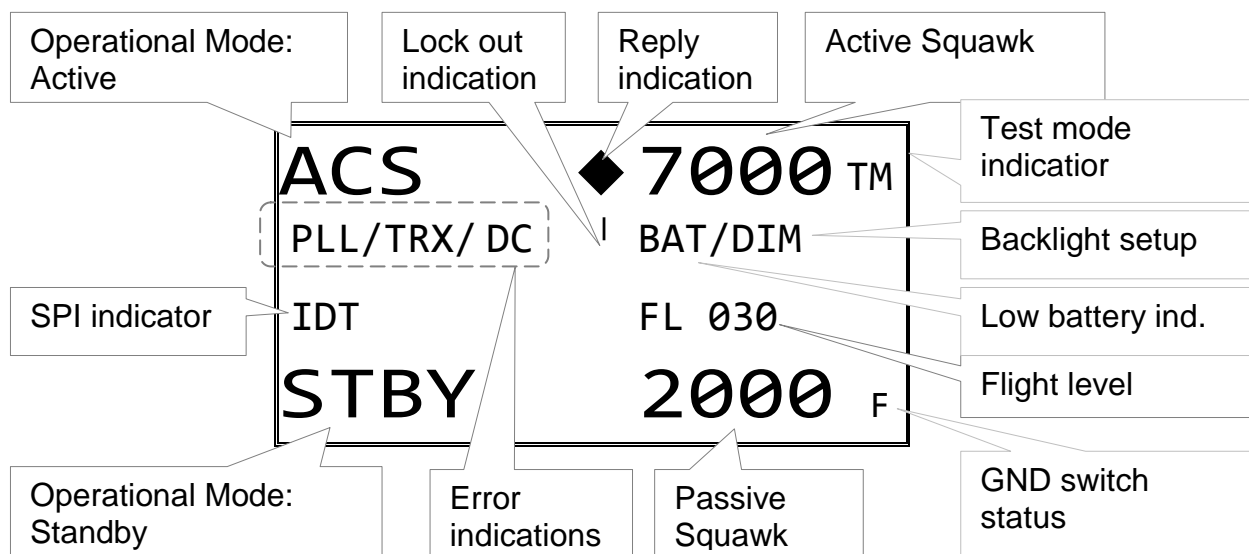 Operational Mode:
Active
Lock out
indication
Reply
indication
Active Squawk
Test mode
indicatior
ACS ◆ 7000 TM
PLL/TRX/ DC ı BAT/DIM
Backlight setup
SPI indicator
IDT FL 030
Low battery ind.
Flight level
STBY 2000 F
Operational Mode:
Standby
Error
indications
Passive
Squawk
GND switch
status